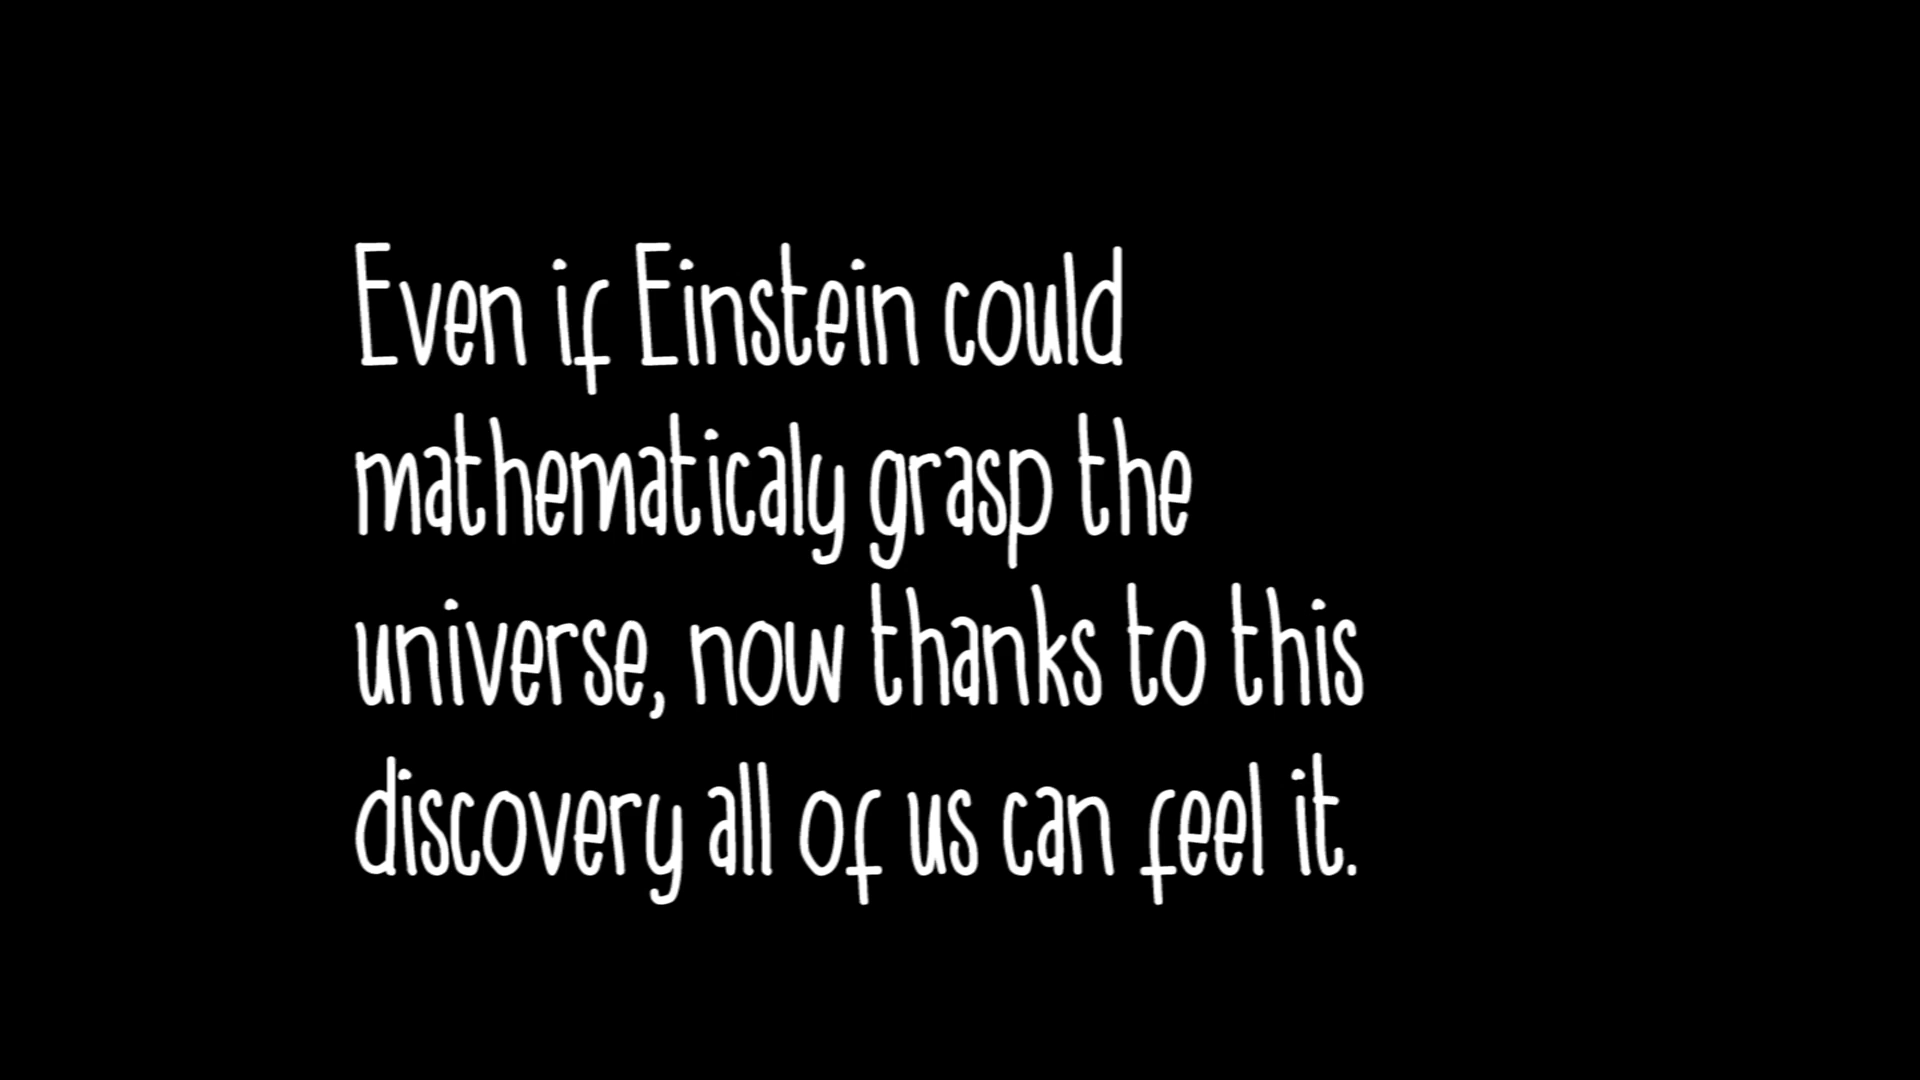 Even if Einstein could
mathematicaly grasp the
universe, now thanks to this
discovery all of us can feel it.